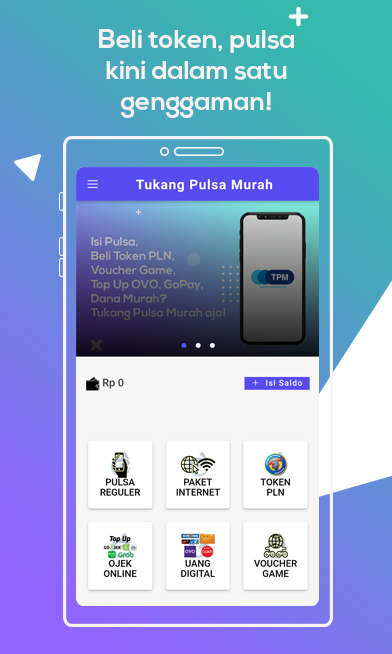 Beli token, pulsa
kini dalam satu
genggaman!
Tukang Pulsa Murah
Isi Pulsa,
Beli Token PLN,
Voucher Game,
Top Up OVO, GoPay,
Dana Murah?
Tukang Pulsa Murah aja!
TPM
Rp 0
+ Isi Saldo
PULSA
REGULER
PAKET
INTERNET
TOKEN
PLN
Top Up
Grab
OJEK
ONLINE
OVO
UANG
DIGITAL
VOUCHER
GAME